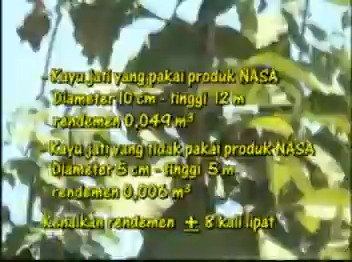 - Kayu jati yang pakai produk NASA
Diameter 10 cm - tinggi 12 m
rendemen 0,049 m³
- Kayu jati yang tidak pakai produk NASA
Diameter 5 cm - tinggi 5 m
rendemen 0,006 m³
Kenaikan rendemen ± 8 kali lipat